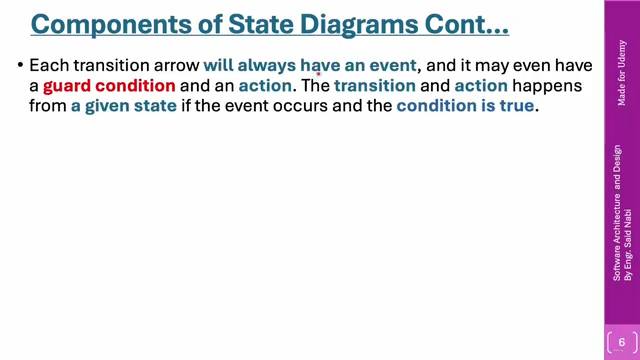 Components of State Diagrams Cont...
• Each transition arrow will always have an event, and it may even have
a guard condition and an action. The transition and action happens
from a given state if the event occurs and the condition is true.
Made for Udemy
Software Architecture and Design
By Engr. Said Nabi
6